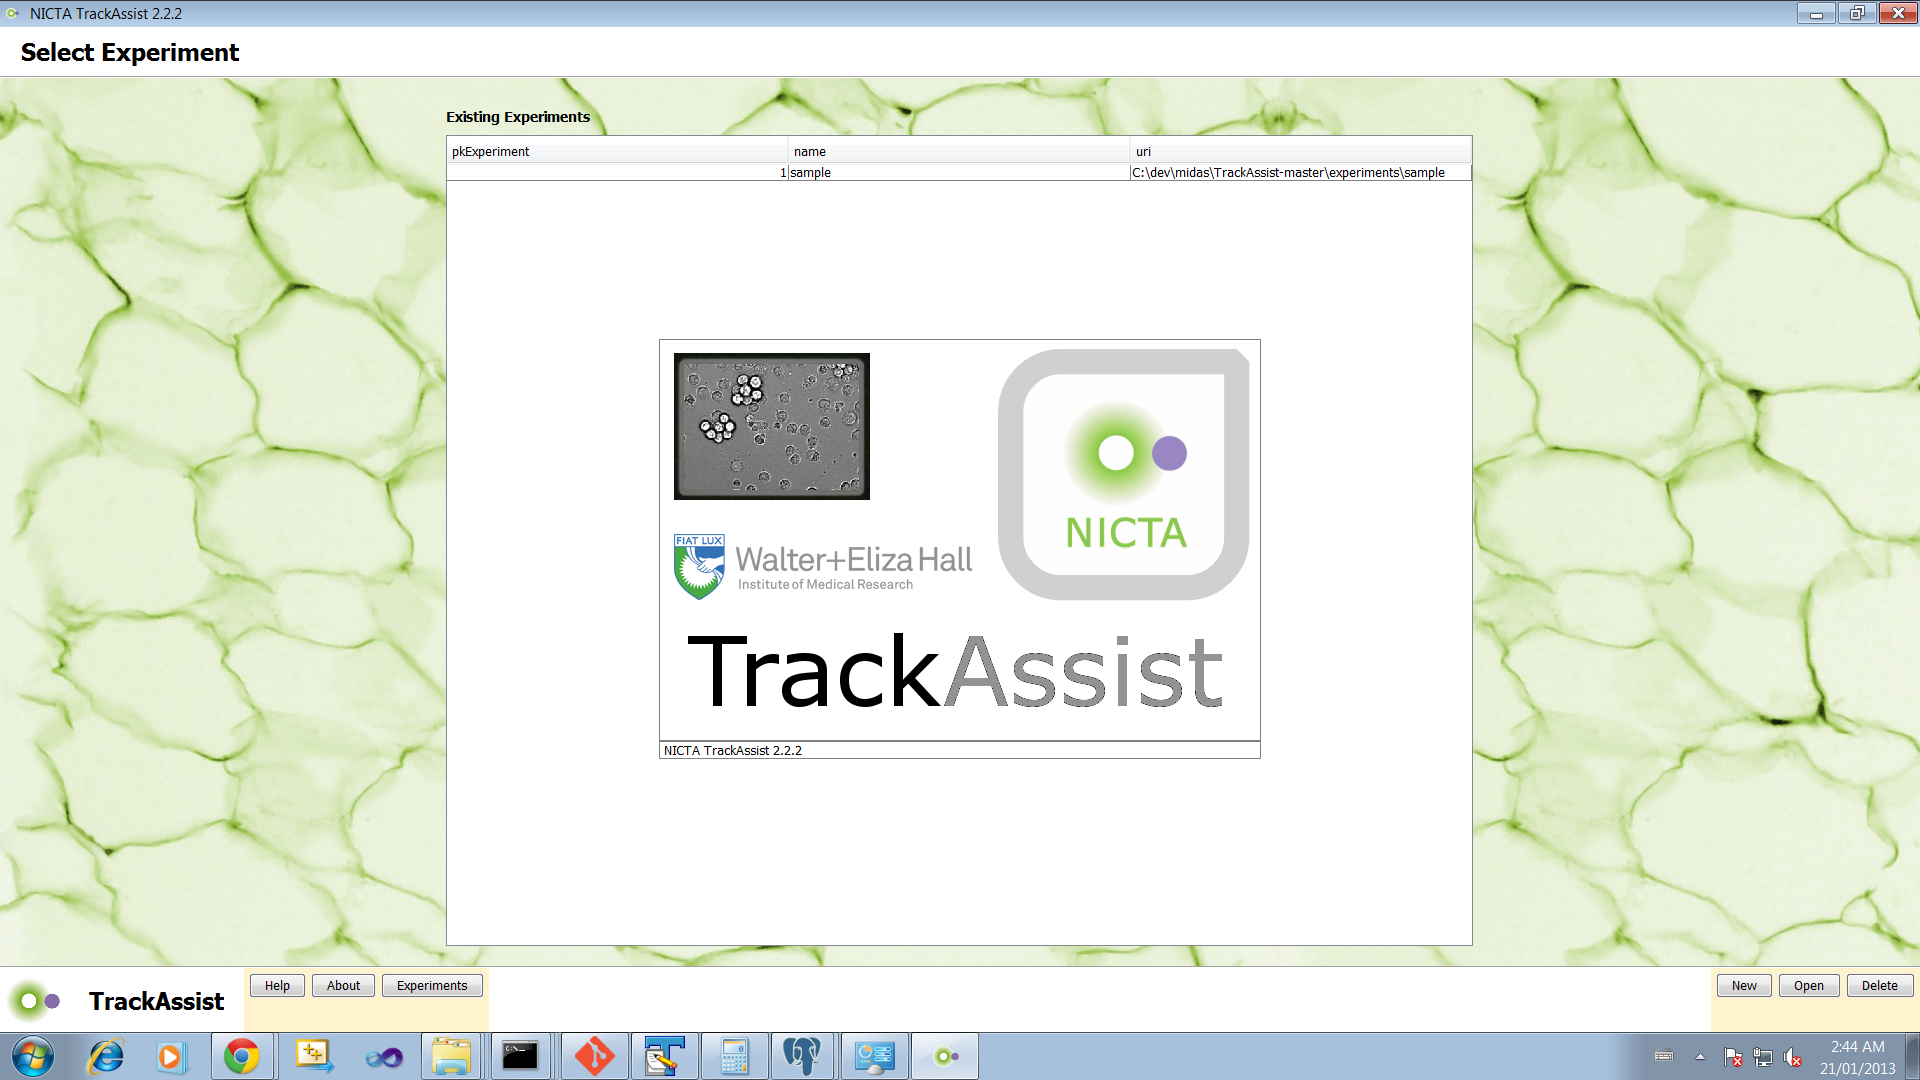 NICTA TrackAssist 2.2.2
Select Experiment
Existing Experiments
pkExperiment name uri
1 sample C:\dev\midas\TrackAssist-master\experiments\sample
FIAT LUX
Walter+Eliza Hall
Institute of Medical Research
NICTA
TrackAssist
NICTA TrackAssist 2.2.2
TrackAssist
Help About Experiments
New Open Delete
2:44 AM
21/01/2013